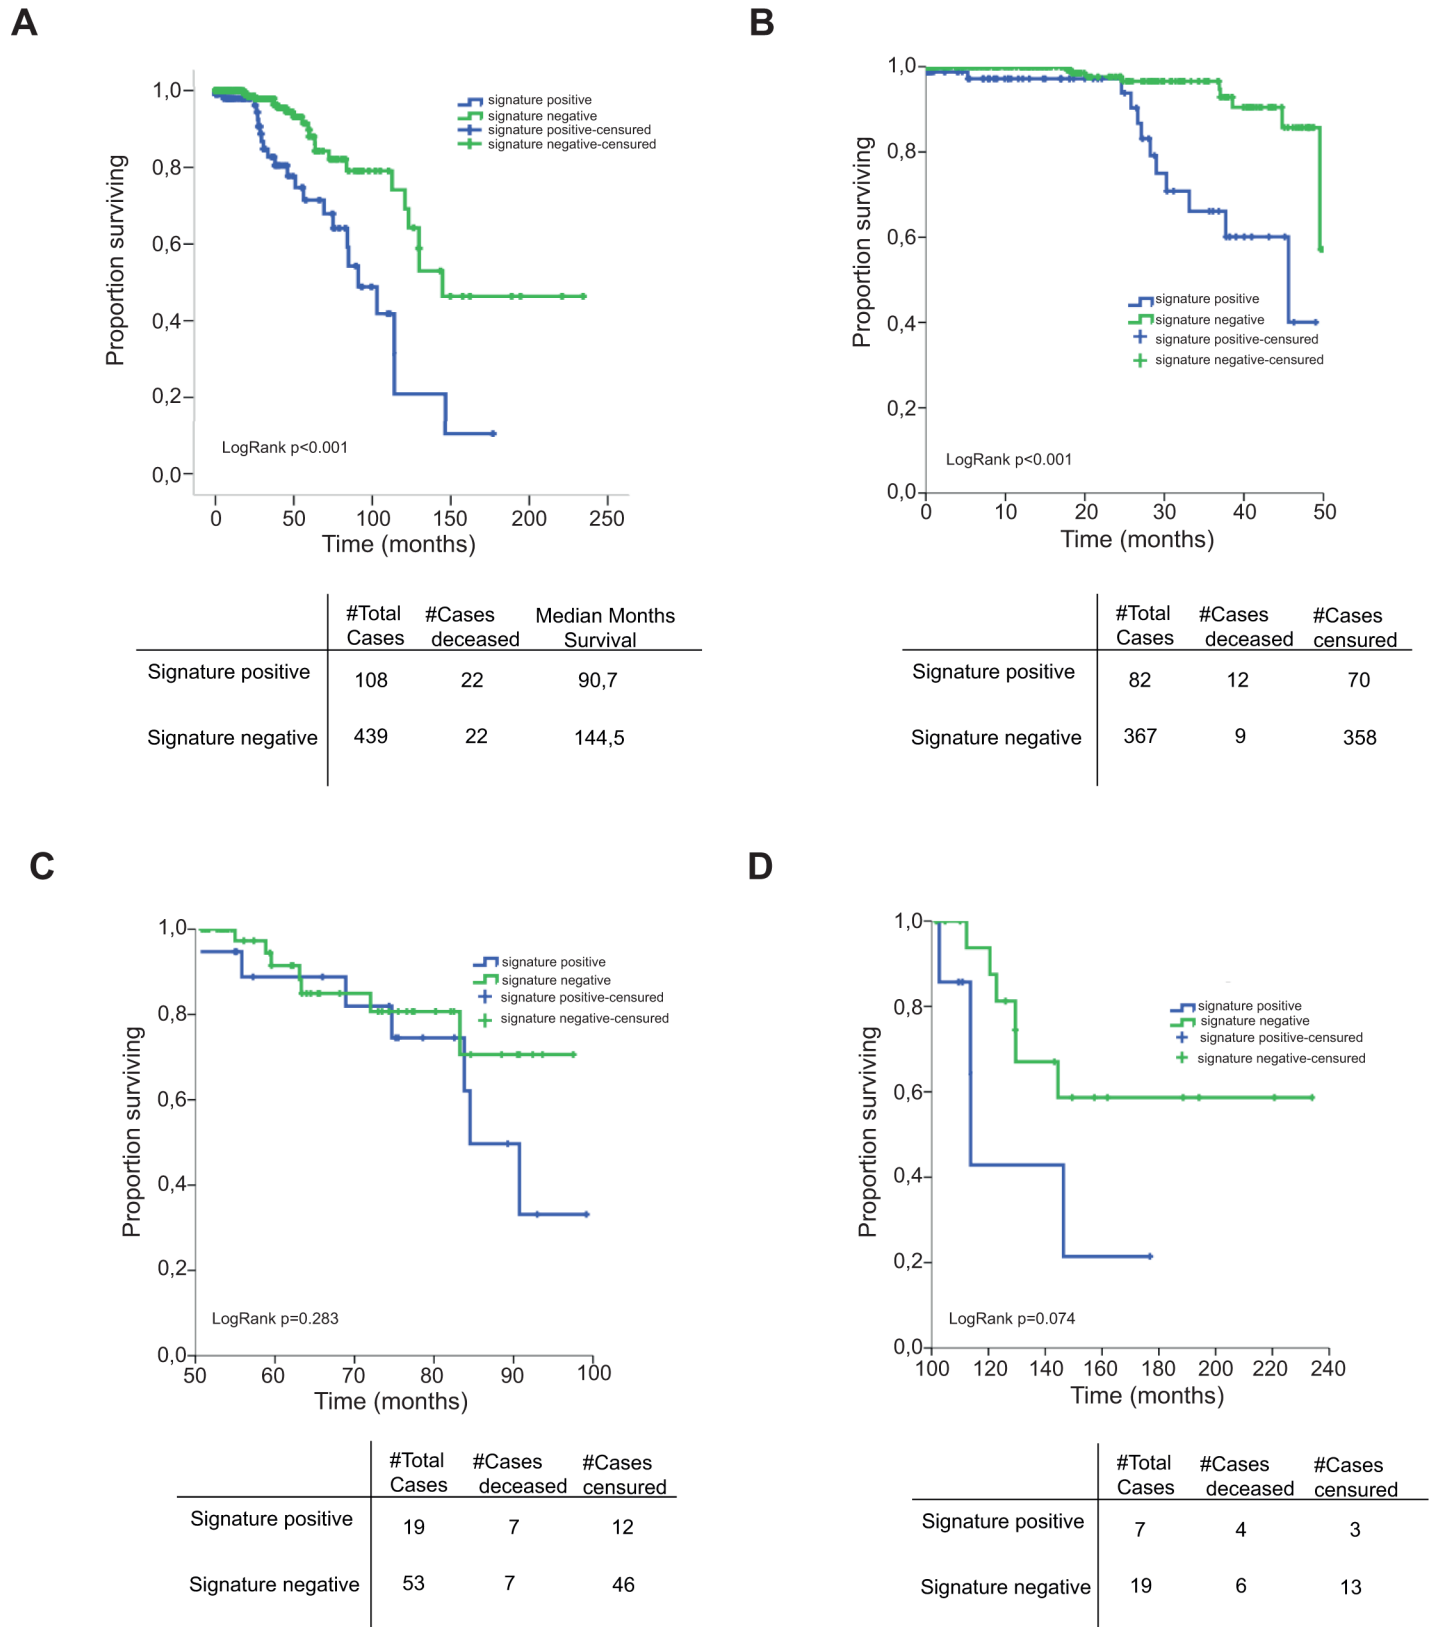 A
1,0
0,8
0,6
0,4
0,2
0,0
Proportion surviving
signature positive
signature negative
signature positive-censured
signature negative-censured
LogRank p<0.001
0 50 100 150 200 250
Time (months)
#Total Cases
#Cases deceased
Median Months Survival
Signature positive 108 22 90,7
Signature negative 439 22 144,5
B
1,0
0,8
0,6
0,4
0,2
0,0
Proportion surviving
signature positive
signature negative
signature positive-censured
signature negative-censured
LogRank p<0.001
0 10 20 30 40 50
Time (months)
#Total Cases
#Cases deceased
#Cases censured
Signature positive 82 12 70
Signature negative 367 9 358
C
1,0
0,8
0,6
0,4
0,2
0,0
Proportion surviving
signature positive
signature negative
signature positive-censured
signature negative-censured
LogRank p=0.283
50 60 70 80 90 100
Time (months)
#Total Cases
#Cases deceased
#Cases censured
Signature positive 19 7 12
Signature negative 53 7 46
D
1,0
0,8
0,6
0,4
0,2
0,0
Proportion surviving
signature positive
signature negative
signature positive-censured
signature negative-censured
LogRank p=0.074
100 120 140 160 180 200 220 240
Time (months)
#Total Cases
#Cases deceased
#Cases censured
Signature positive 7 4 3
Signature negative 19 6 13